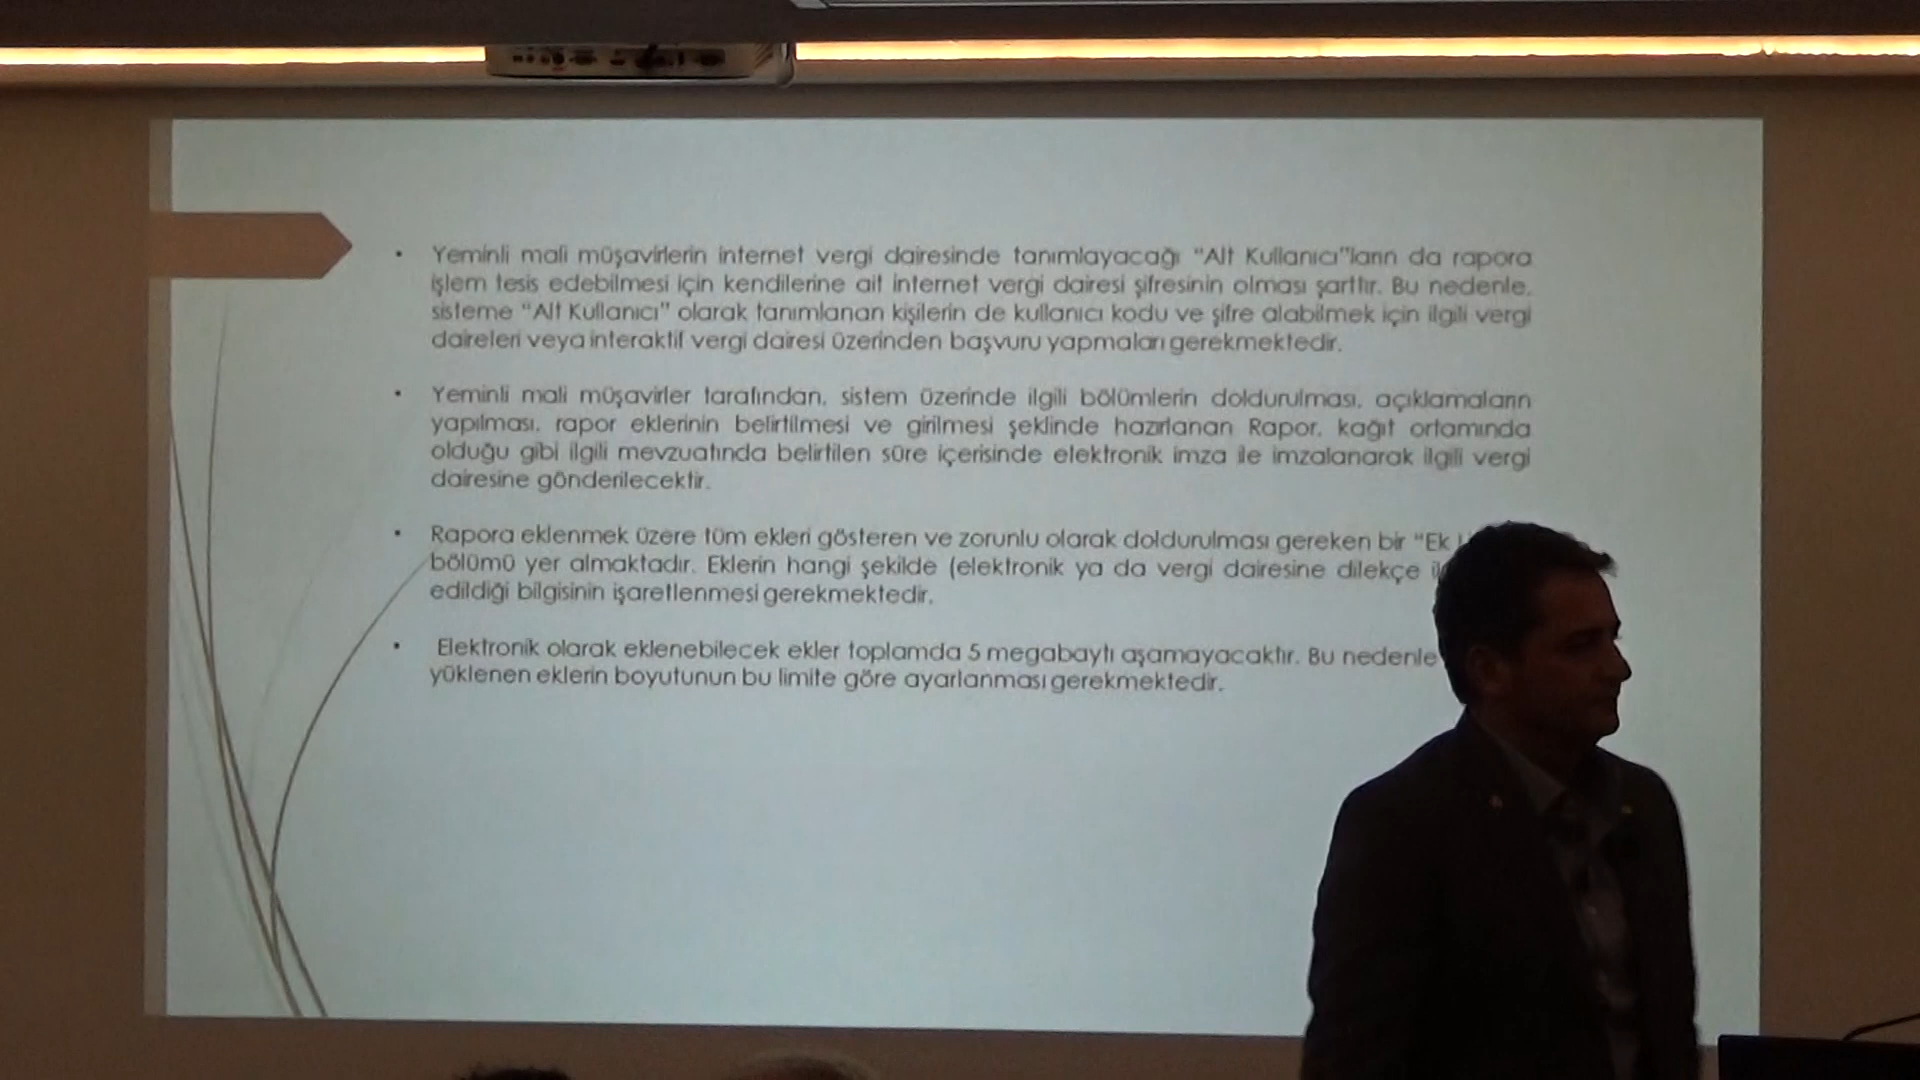 • Yeminli mali müşavirlerin internet vergi dairesinde tanımlayacağı "Alt Kullanıcı"ların da rapora
işlem tesis edebilmesi için kendilerine ait internet vergi dairesi şifresinin olması şarttır. Bu nedenle,
sisteme "Alt Kullanıcı" olarak tanımlanan kişilerin de kullanıcı kodu ve şifre alabilmek için ilgili vergi
daireleri veya interaktif vergi dairesi üzerinden başvuru yapmaları gerekmektedir.
• Yeminli mali müşavirler tarafından, sistem üzerinde ilgili bölümlerin doldurulması, açıklamaların
yapılması, rapor eklerinin belirtilmesi ve girilmesi şeklinde hazırlanan Rapor, kağıt ortamında
olduğu gibi ilgili mevzuatında belirtilen süre içerisinde elektronik imza ile imzalanarak ilgili vergi
dairesine gönderilecektir.
• Rapora eklenmek üzere tüm ekleri gösteren ve zorunlu olarak doldurulması gereken bir "Ek
bölümü yer almaktadır. Eklerin hangi şekilde (elektronik ya da vergi dairesine dilekçe
edildiği bilgisinin işaretlenmesi gerekmektedir.
• Elektronik olarak eklenebilecek ekler toplamda 5 megabaytı aşamayacaktır. Bu nedenle
yüklenen eklerin boyutunun bu limite göre ayarlanması gerekmektedir.